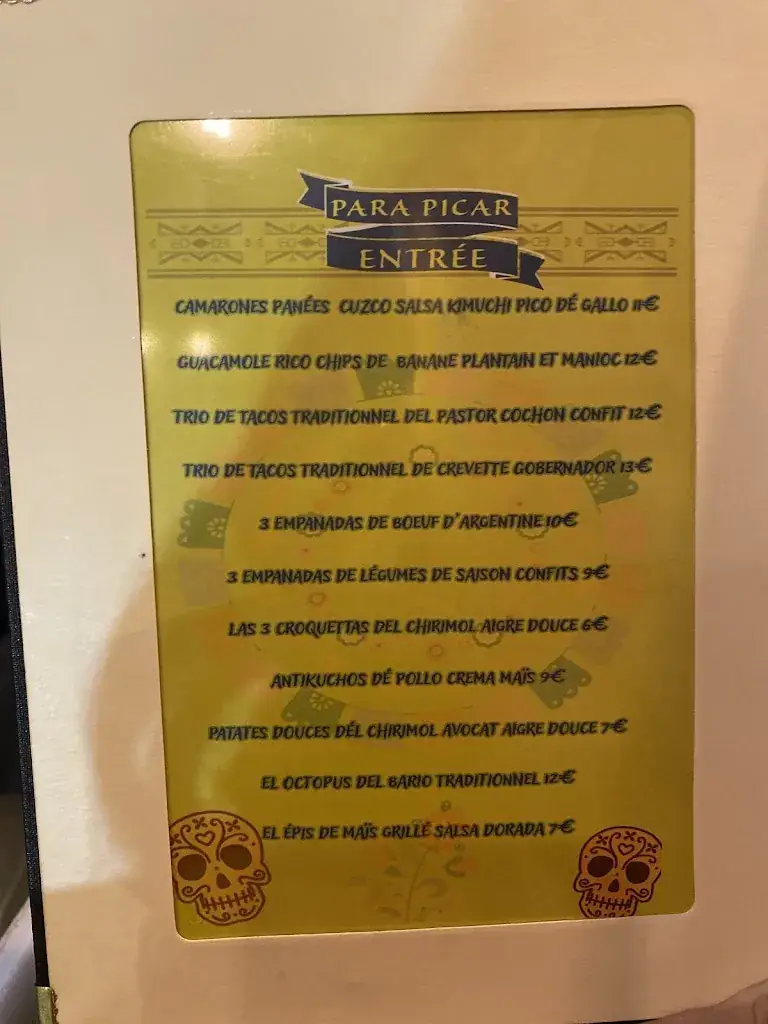 PARA PICAR
ENTRÉE
CAMARONES PANÉES CUZCO SALSA KIMUCHI PICO DÉ GALLO 11€
GUACAMOLE RICO CHIPS DE BANANE PLANTAIN ET MANIOC 12€
TRIO DE TACOS TRADITIONNEL DEL PASTOR COCHON CONFIT 12€
TRIO DE TACOS TRADITIONNEL DE CREVETTE GOBERNADOR 13€
3 EMPANADAS DE BOEUF D'ARGENTINE 10€
3 EMPANADAS DE LÉGUMES DE SAISON CONFITS 9€
LAS 3 CROQUETTAS DEL CHIRIMOL AIGRE DOUCE 6€
ANTIKUCHOS DÉ POLLO CREMA MAÏS 9€
PATATES DOUCES DÉL CHIRIMOL AVOCAT AIGRE DOUCE 7€
EL OCTOPUS DEL BARIO TRADITIONNEL 12€
EL ÉPIS DE MAÏS GRILLÉ SALSA DORADA 7€